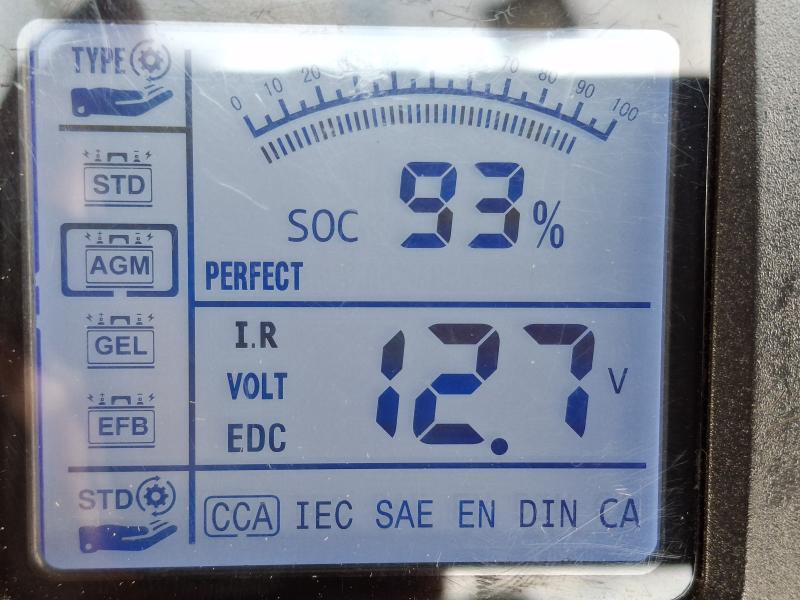 TYPE
STD
AGM
GEL
EFB
STD
0 10 20 70 80 90 100
SOC 93%
PERFECT
I.R
VOLT
EDC
12.7 V
CCA IEC SAE EN DIN CA